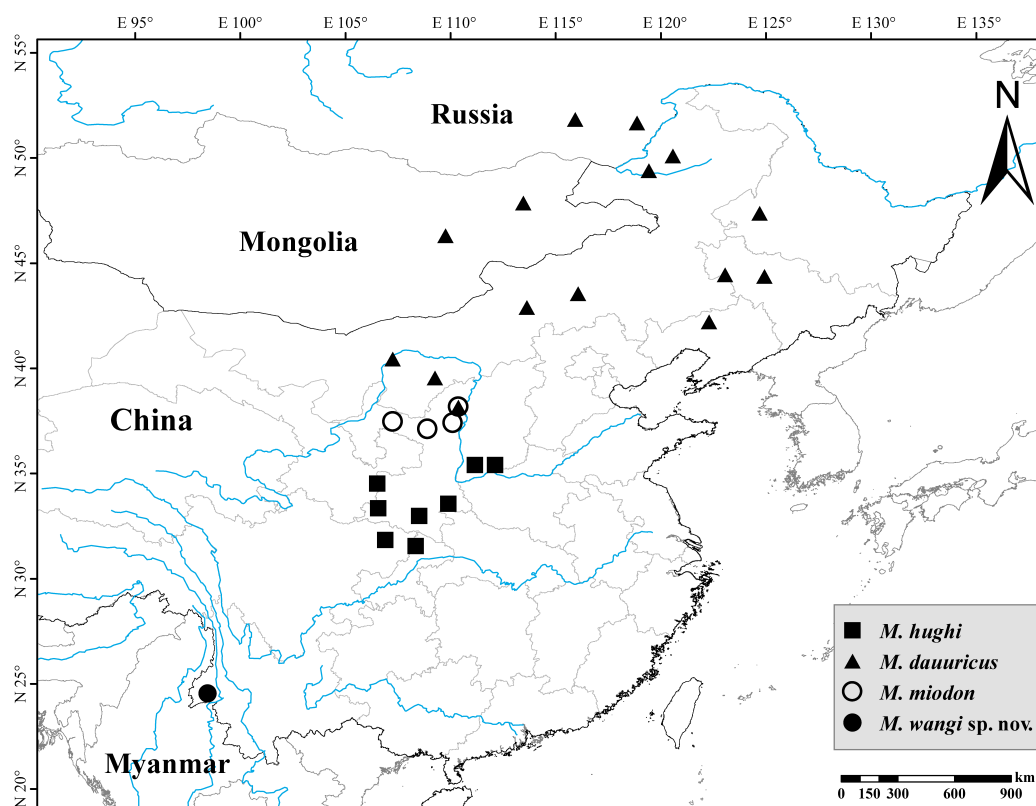 E 95° E 100° E 105° E 110° E 115° E 120° E 125° E 130° E 135°
N 55°
N 50°
N 45°
N 40°
N 35°
N 30°
N 25°
N 20°
N
Russia
Mongolia
China
Myanmar
M. hughi
M. dauuricus
M. miodon
M. wangi sp. nov.
km
0 150 300 600 900